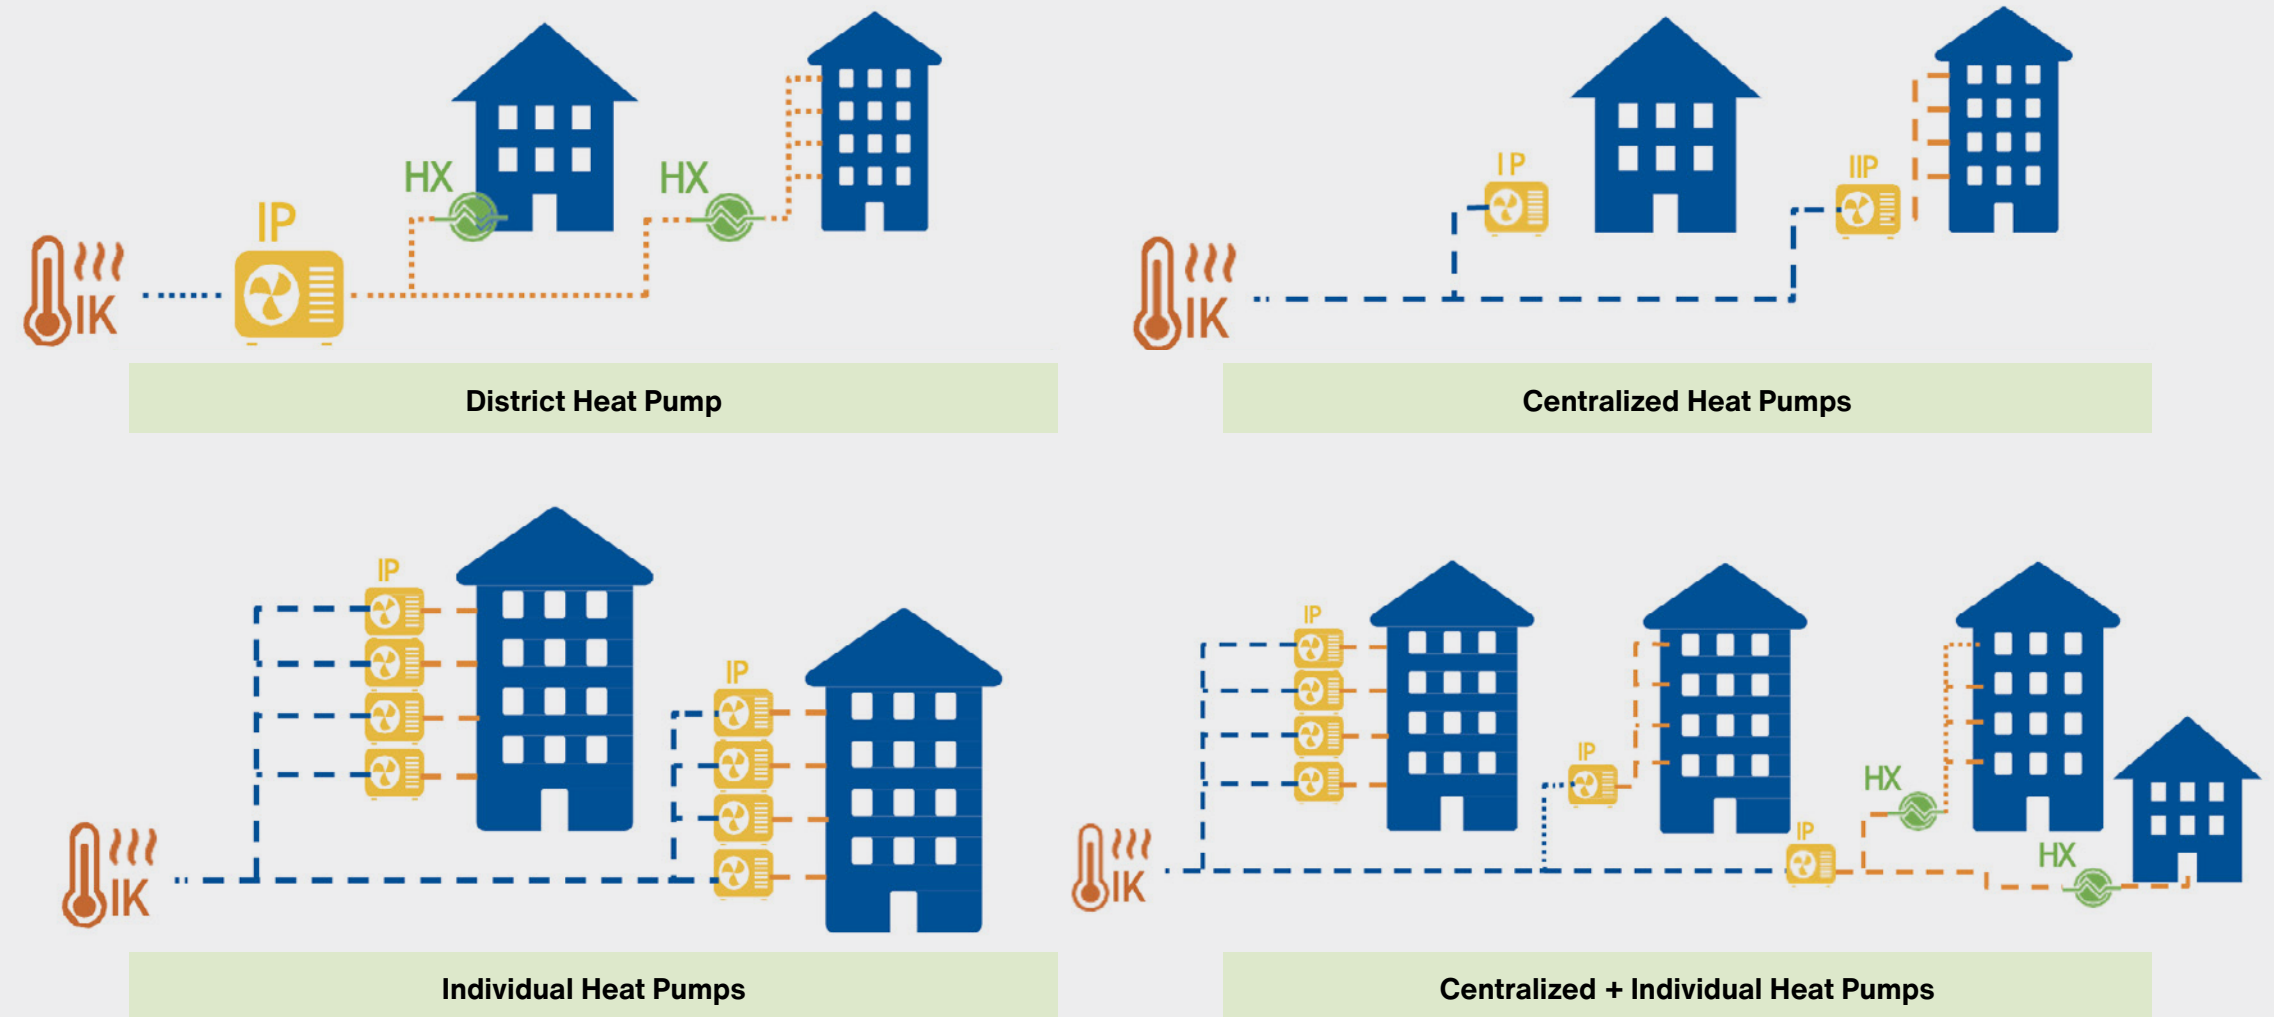 HX
HX
IP
IK
District Heat Pump
I P
IIP
IK
Centralized Heat Pumps
IP
IP
IK
Individual Heat Pumps
IP
IP
HX
IP
HX
IK
Centralized + Individual Heat Pumps